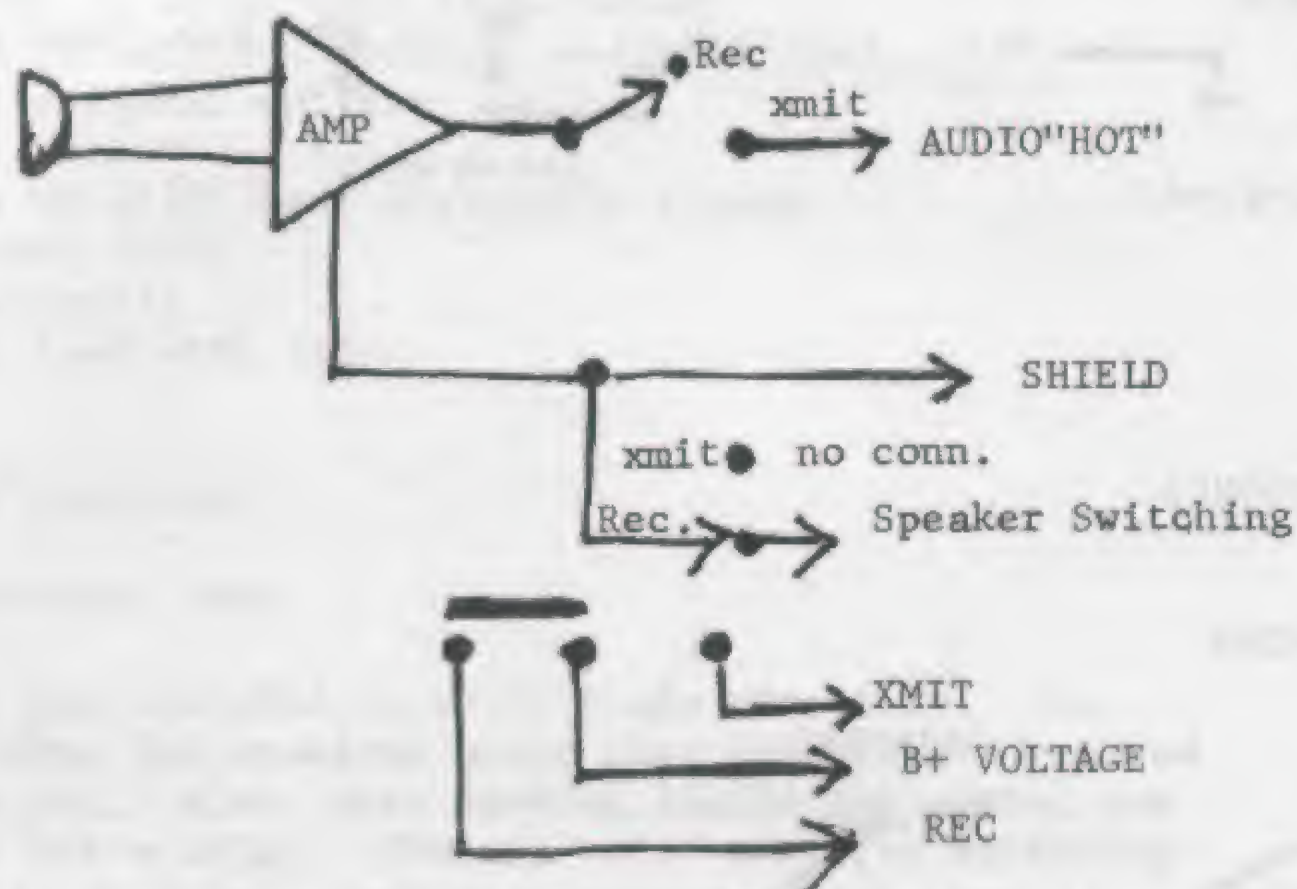 Rec
xmit
AMP
AUDIO"HOT"
SHIELD
xmit no conn.
Rec. Speaker Switching
XMIT
B+ VOLTAGE
REC